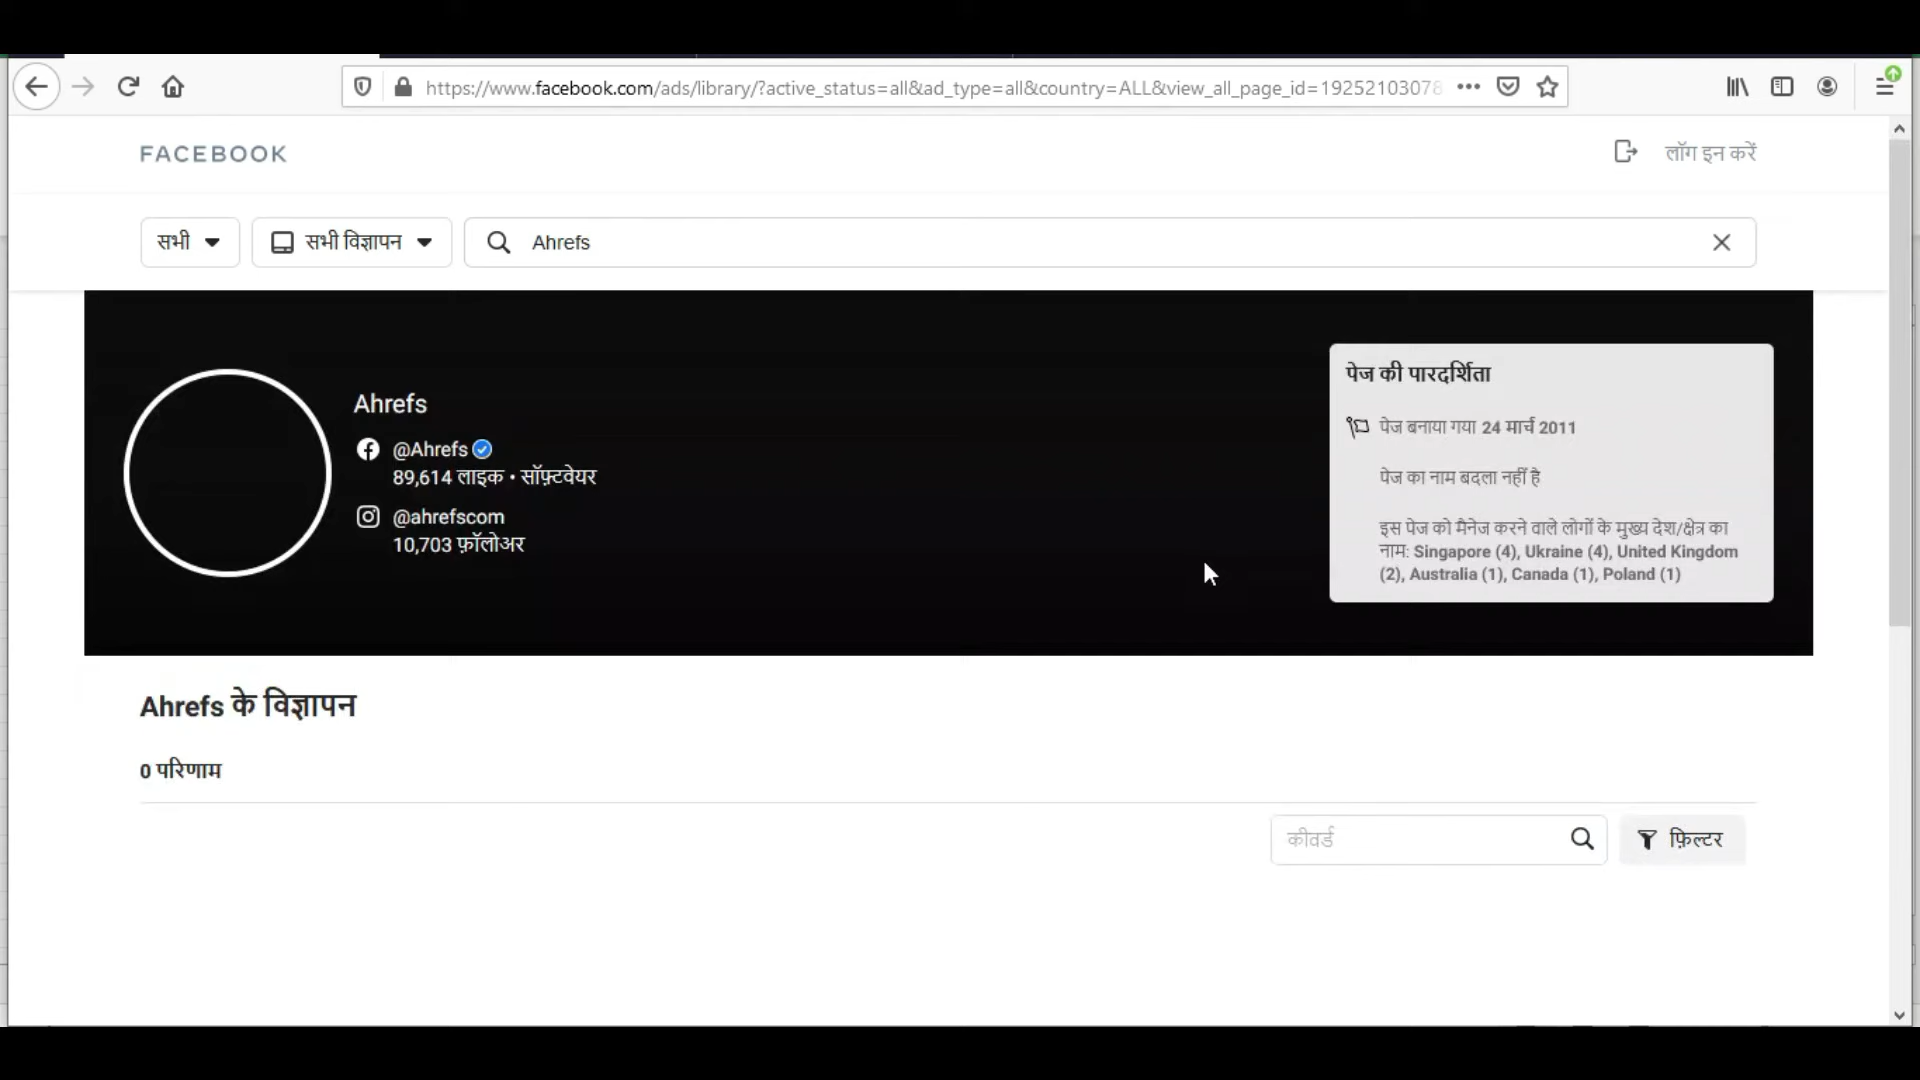 https://www.facebook.com/ads/library/?active_status=all&ad_type=all&country=ALL&view_all_page_id=19252103078
FACEBOOK
लॉग इन करें
सभी
सभी विज्ञापन
Ahrefs
Ahrefs
@Ahrefs
89,614 लाइक • सॉफ़्टवेयर
@ahrefscom
10,703 फ़ॉलोअर
पेज की पारदर्शिता
पेज बनाया गया 24 मार्च 2011
पेज का नाम बदला नहीं है
इस पेज को मैनेज करने वाले लोगों के मुख्य देश/क्षेत्र का
नाम: Singapore (4), Ukraine (4), United Kingdom
(2), Australia (1), Canada (1), Poland (1)
Ahrefs के विज्ञापन
0 परिणाम
कीवर्ड
फ़िल्टर